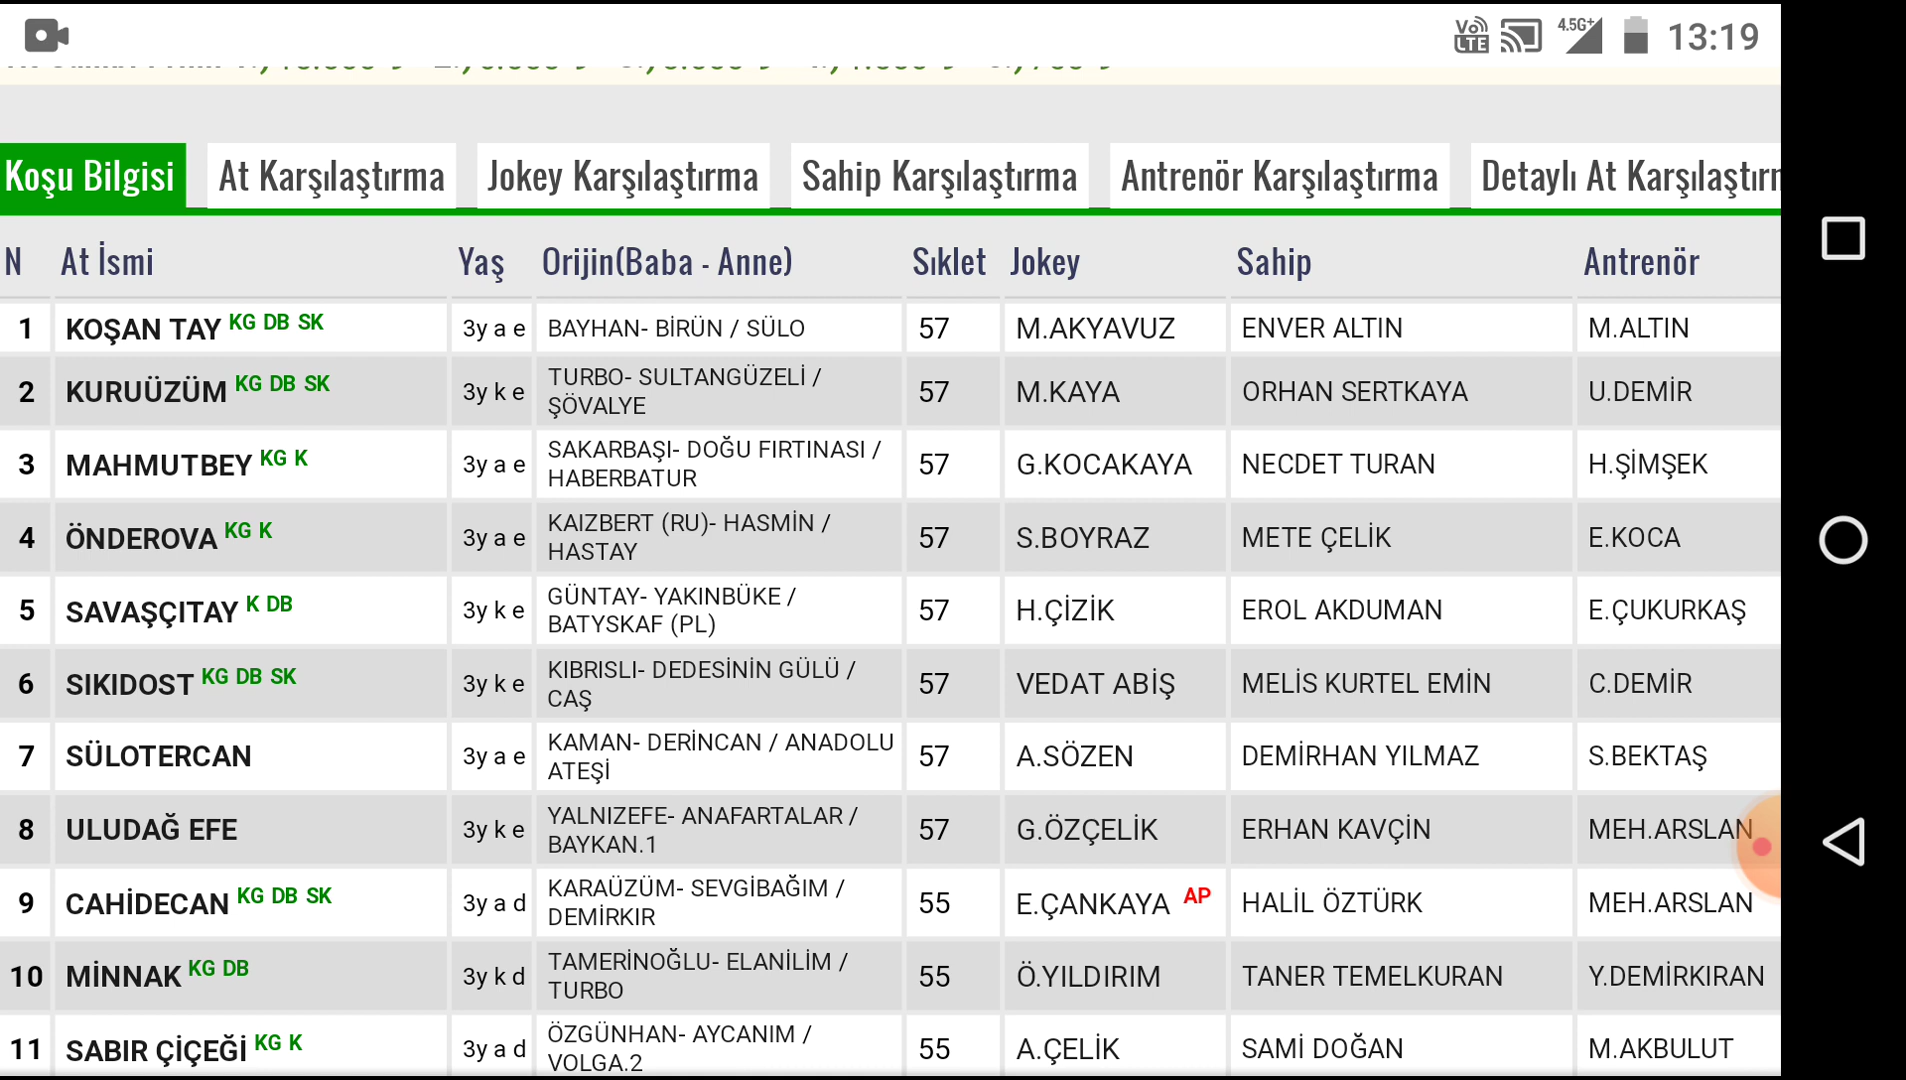 VoLTE 4.5G+ 13:19
Koşu Bilgisi At Karşılaştırma Jokey Karşılaştırma Sahip Karşılaştırma Antrenör Karşılaştırma Detaylı At
N At İsmi Yaş Orijin(Baba - Anne) Sıklet Jokey Sahip Antrenör
1 KOŞAN TAY KG DB SK 3y a e BAYHAN- BİRÜN / SÜLO 57 M.AKYAVUZ ENVER ALTIN M.ALTIN
2 KURUÜZÜM KG DB SK 3y k e TURBO- SULTANGÜZELİ / ŞÖVALYE 57 M.KAYA ORHAN SERTKAYA U.DEMİR
3 MAHMUTBEY KG K 3y a e SAKARBAŞI- DOĞU FIRTINASI / HABERBATUR 57 G.KOCAKAYA NECDET TURAN H.ŞİMŞEK
4 ÖNDEROVA KG K 3y a e KAIZBERT (RU)- HASMİN / HASTAY 57 S.BOYRAZ METE ÇELİK E.KOCA
5 SAVAŞÇITAY K DB 3y k e GÜNTAY- YAKINBÜKE / BATYSKAF (PL) 57 H.ÇİZİK EROL AKDUMAN E.ÇUKURKAŞ
6 SIKIDOST KG DB SK 3y k e KIBRISLI- DEDESİNİN GÜLÜ / CAŞ 57 VEDAT ABİŞ MELİS KURTEL EMİN C.DEMİR
7 SÜLOTERCAN 3y a e KAMAN- DERİNCAN / ANADOLU ATEŞİ 57 A.SÖZEN DEMİRHAN YILMAZ S.BEKTAŞ
8 ULUDAĞ EFE 3y k e YALNIZEFE- ANAFARTALAR / BAYKAN.1 57 G.ÖZÇELİK ERHAN KAVÇİN MEH.ARSLAN
9 CAHİDECAN KG DB SK 3y a d KARAÜZÜM- SEVGİBAĞIM / DEMİRKIR 55 E.ÇANKAYA AP HALİL ÖZTÜRK MEH.ARSLAN
10 MİNNAK KG DB 3y k d TAMERİNOĞLU- ELANİLİM / TURBO 55 Ö.YILDIRIM TANER TEMELKURAN Y.DEMİRKIRAN
11 SABIR ÇİÇEĞİ KG K 3y a d ÖZGÜNHAN- AYCANIM / VOLGA.2 55 A.ÇELİK SAMİ DOĞAN M.AKBULUT